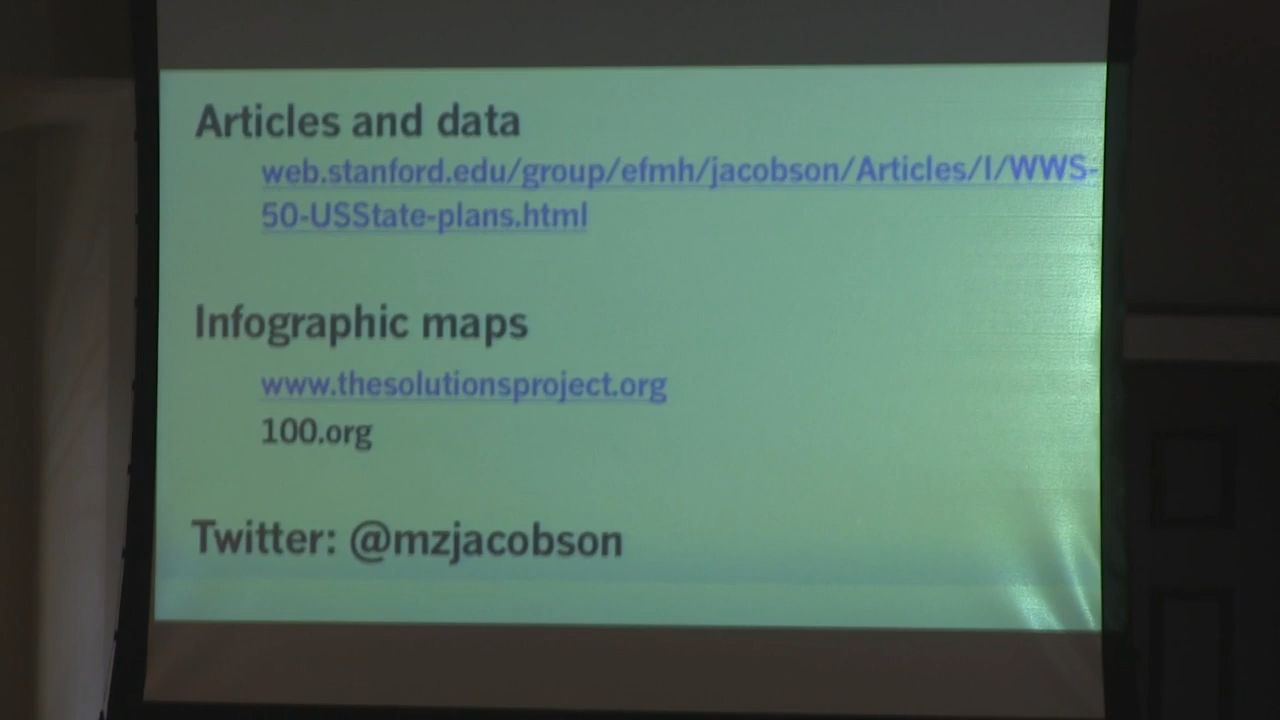 Articles and data
web.stanford.edu/group/efmh/jacobson/Articles/I/WWS-
50-USState-plans.html
Infographic maps
www.thesolutionsproject.org
100.org
Twitter: @mzjacobson